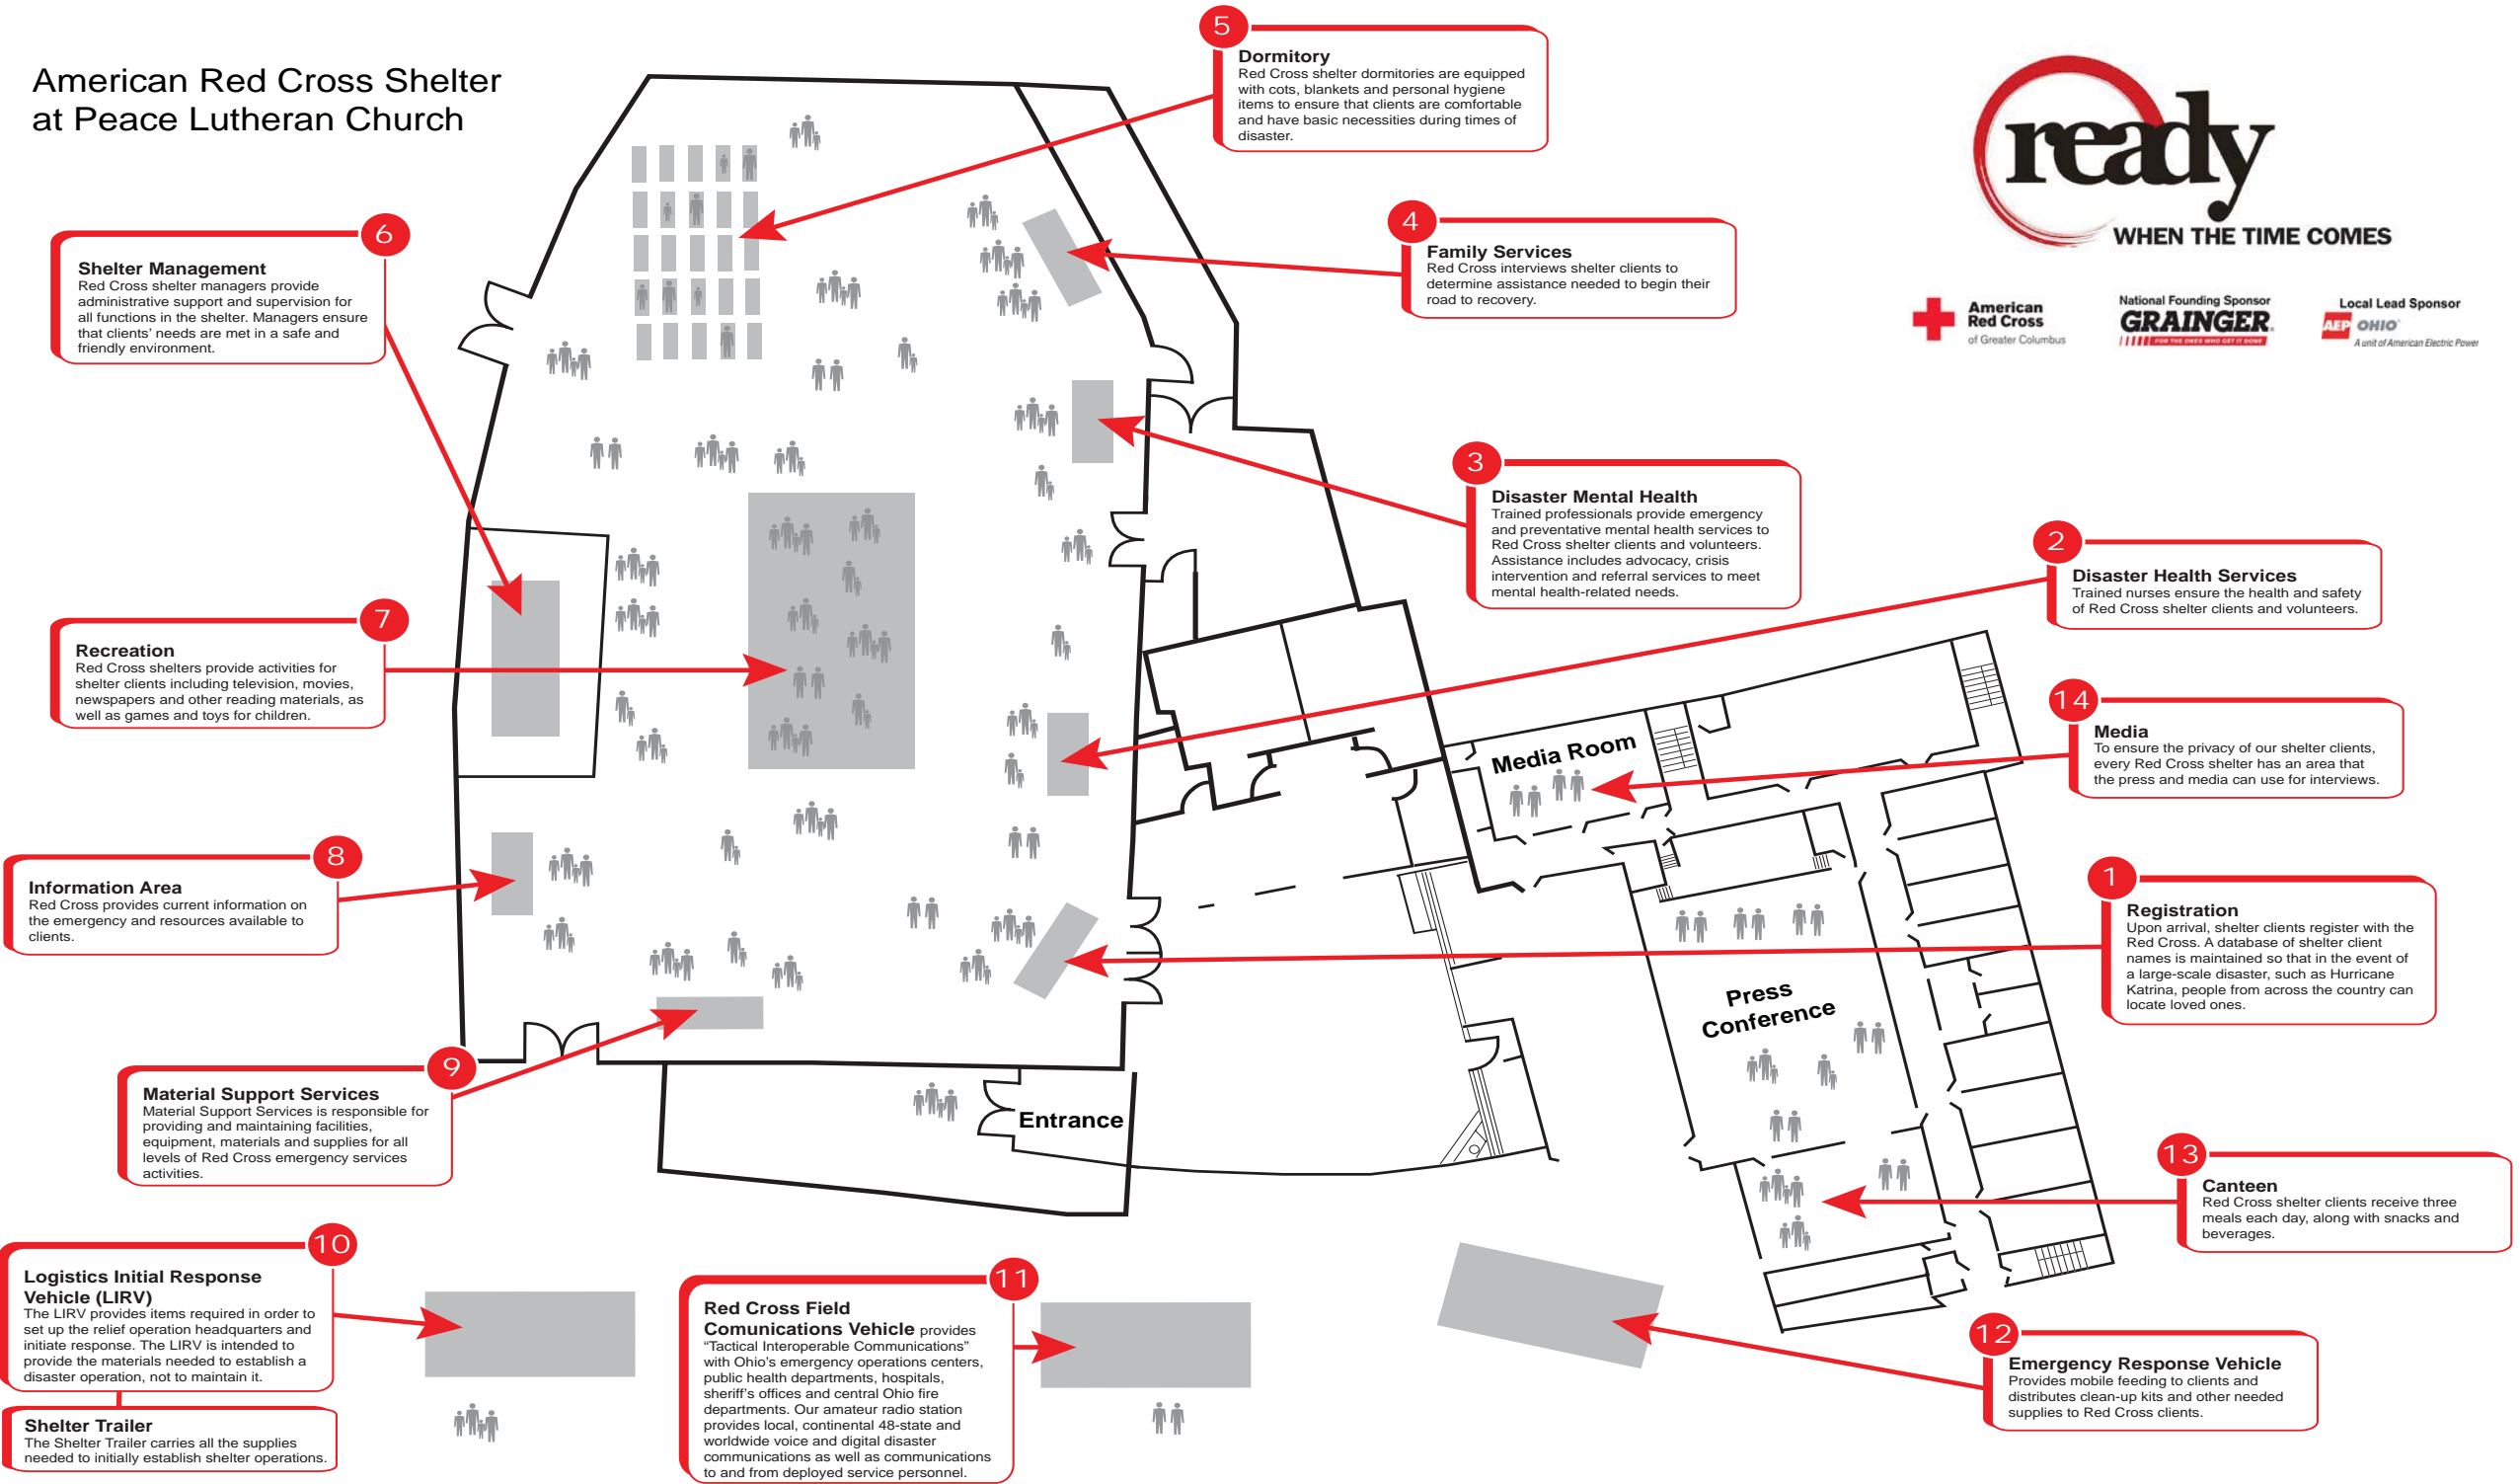 American Red Cross Shelter
at Peace Lutheran Church
5
Dormitory
Red Cross shelter dormitories are equipped
with cots, blankets and personal hygiene
items to ensure that clients are comfortable
and have basic necessities during times of
disaster.
ready
WHEN THE TIME COMES
American
Red Cross
of Greater Columbus
National Founding Sponsor
GRAINGER
FOR THE ONES WHO GET IT DONE
Local Lead Sponsor
AEP OHIO
A unit of American Electric Power
4
Family Services
Red Cross interviews shelter clients to
determine assistance needed to begin their
road to recovery.
6
Shelter Management
Red Cross shelter managers provide
administrative support and supervision for
all functions in the shelter. Managers ensure
that clients' needs are met in a safe and
friendly environment.
3
Disaster Mental Health
Trained professionals provide emergency
and preventative mental health services to
Red Cross shelter clients and volunteers.
Assistance includes advocacy, crisis
intervention and referral services to meet
mental health-related needs.
2
Disaster Health Services
Trained nurses ensure the health and safety
of Red Cross shelter clients and volunteers.
7
Recreation
Red Cross shelters provide activities for
shelter clients including television, movies,
newspapers and other reading materials, as
well as games and toys for children.
14
Media
To ensure the privacy of our shelter clients,
every Red Cross shelter has an area that
the press and media can use for interviews.
Media Room
8
Information Area
Red Cross provides current information on
the emergency and resources available to
clients.
1
Registration
Upon arrival, shelter clients register with the
Red Cross. A database of shelter client
names is maintained so that in the event of
a large-scale disaster, such as Hurricane
Katrina, people from across the country can
locate loved ones.
Press
Conference
9
Material Support Services
Material Support Services is responsible for
providing and maintaining facilities,
equipment, materials and supplies for all
levels of Red Cross emergency services
activities.
Entrance
13
Canteen
Red Cross shelter clients receive three
meals each day, along with snacks and
beverages.
10
Logistics Initial Response
Vehicle (LIRV)
The LIRV provides items required in order to
set up the relief operation headquarters and
initiate response. The LIRV is intended to
provide the materials needed to establish a
disaster operation, not to maintain it.
Shelter Trailer
The Shelter Trailer carries all the supplies
needed to initially establish shelter operations.
11
Red Cross Field
Comunications Vehicle provides
“Tactical Interoperable Communications”
with Ohio's emergency operations centers,
public health departments, hospitals,
sheriff's offices and central Ohio fire
departments. Our amateur radio station
provides local, continental 48-state and
worldwide voice and digital disaster
communications as well as communications
to and from deployed service personnel.
12
Emergency Response Vehicle
Provides mobile feeding to clients and
distributes clean-up kits and other needed
supplies to Red Cross clients.